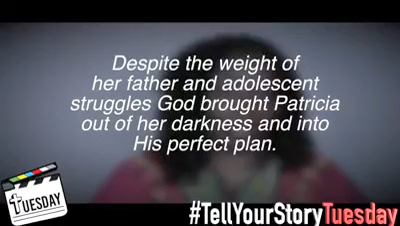 Despite the weight of
her father and adolescent
struggles God brought Patricia
out of her darkness and into
His perfect plan.
TUESDAY
#TellYourStoryTuesday